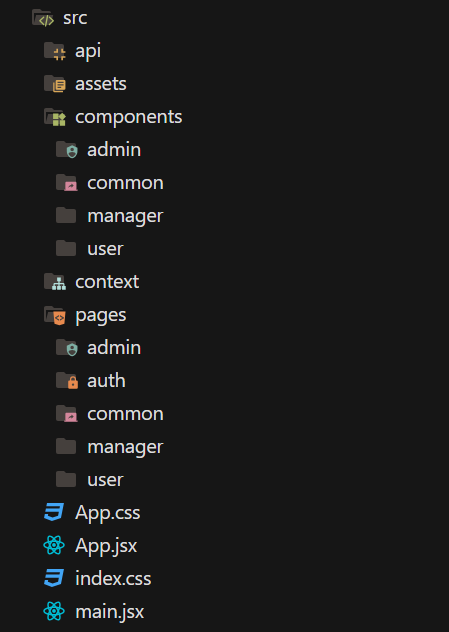 src
api
assets
components
admin
common
manager
user
context
pages
admin
auth
common
manager
user
App.css
App.jsx
index.css
main.jsx